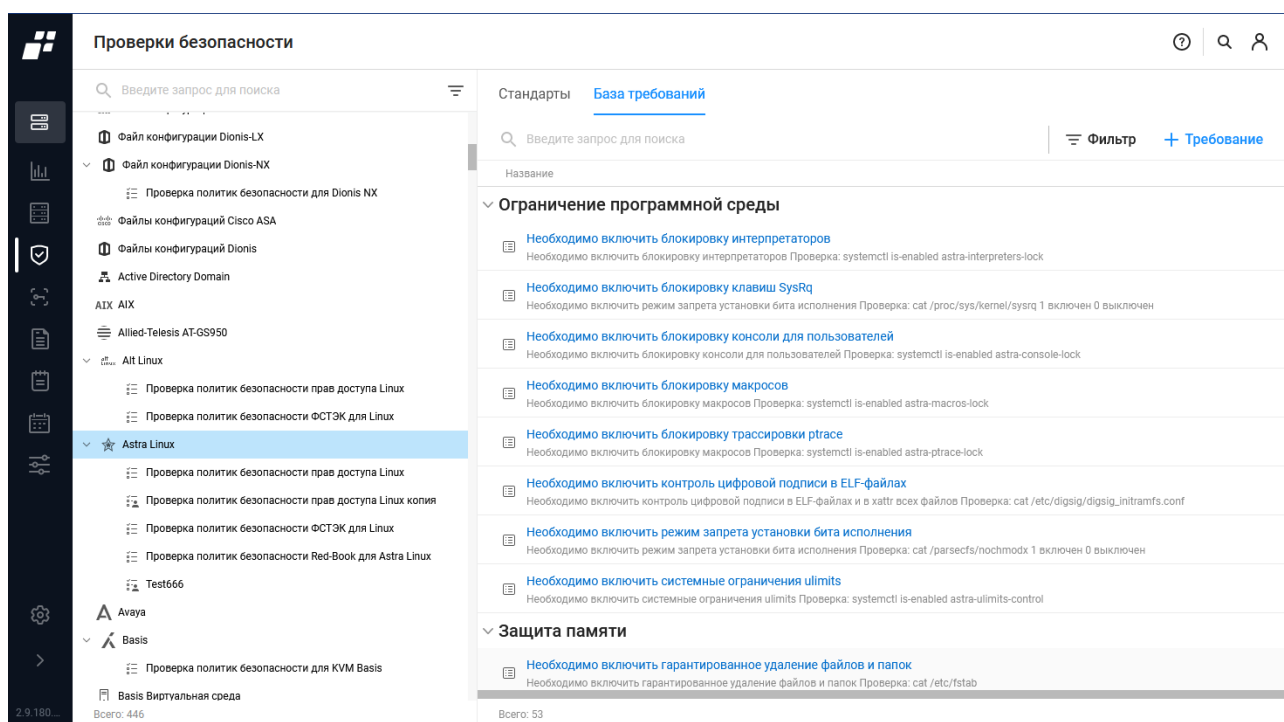 Проверки безопасности
Введите запрос для поиска
Файл конфигурации Dionis-LX
Файл конфигурации Dionis-NX
Проверка политик безопасности для Dionis NX
Файлы конфигураций Cisco ASA
Файлы конфигураций Dionis
Active Directory Domain
AIX AIX
Allied-Telesis AT-GS950
Alt Linux
Проверка политик безопасности прав доступа Linux
Проверка политик безопасности ФСТЭК для Linux
Astra Linux
Проверка политик безопасности прав доступа Linux
Проверка политик безопасности прав доступа Linux копия
Проверка политик безопасности ФСТЭК для Linux
Проверка политик безопасности Red-Book для Astra Linux
Test666
Avaya
Basis
Проверка политик безопасности для KVM Basis
Basis Виртуальная среда
Всего: 446
2.9.180....
Стандарты База требований
Введите запрос для поиска
Фильтр
Требование
Название
Ограничение программной среды
Необходимо включить блокировку интерпретаторов
Необходимо включить блокировку интерпретаторов Проверка: systemctl is-enabled astra-interpreters-lock
Необходимо включить блокировку клавиш SysRq
Необходимо включить режим запрета установки бита исполнения Проверка: cat /proc/sys/kernel/sysrq 1 включен 0 выключен
Необходимо включить блокировку консоли для пользователей
Необходимо включить блокировку консоли для пользователей Проверка: systemctl is-enabled astra-console-lock
Необходимо включить блокировку макросов
Необходимо включить блокировку макросов Проверка: systemctl is-enabled astra-macros-lock
Необходимо включить блокировку трассировки ptrace
Необходимо включить блокировку макросов Проверка: systemctl is-enabled astra-ptrace-lock
Необходимо включить контроль цифровой подписи в ELF-файлах
Необходимо включить контроль цифровой подписи в ELF-файлах и в xattr всех файлов Проверка: cat /etc/digsig/digsig_initramfs.conf
Необходимо включить режим запрета установки бита исполнения
Необходимо включить режим запрета установки бита исполнения Проверка: cat /parsecfs/nochmodx 1 включен 0 выключен
Необходимо включить системные ограничения ulimits
Необходимо включить системные ограничения ulimits Проверка: systemctl is-enabled astra-ulimits-control
Защита памяти
Необходимо включить гарантированное удаление файлов и папок
Необходимо включить гарантированное удаление файлов и папок Проверка: cat /etc/fstab
Всего: 53